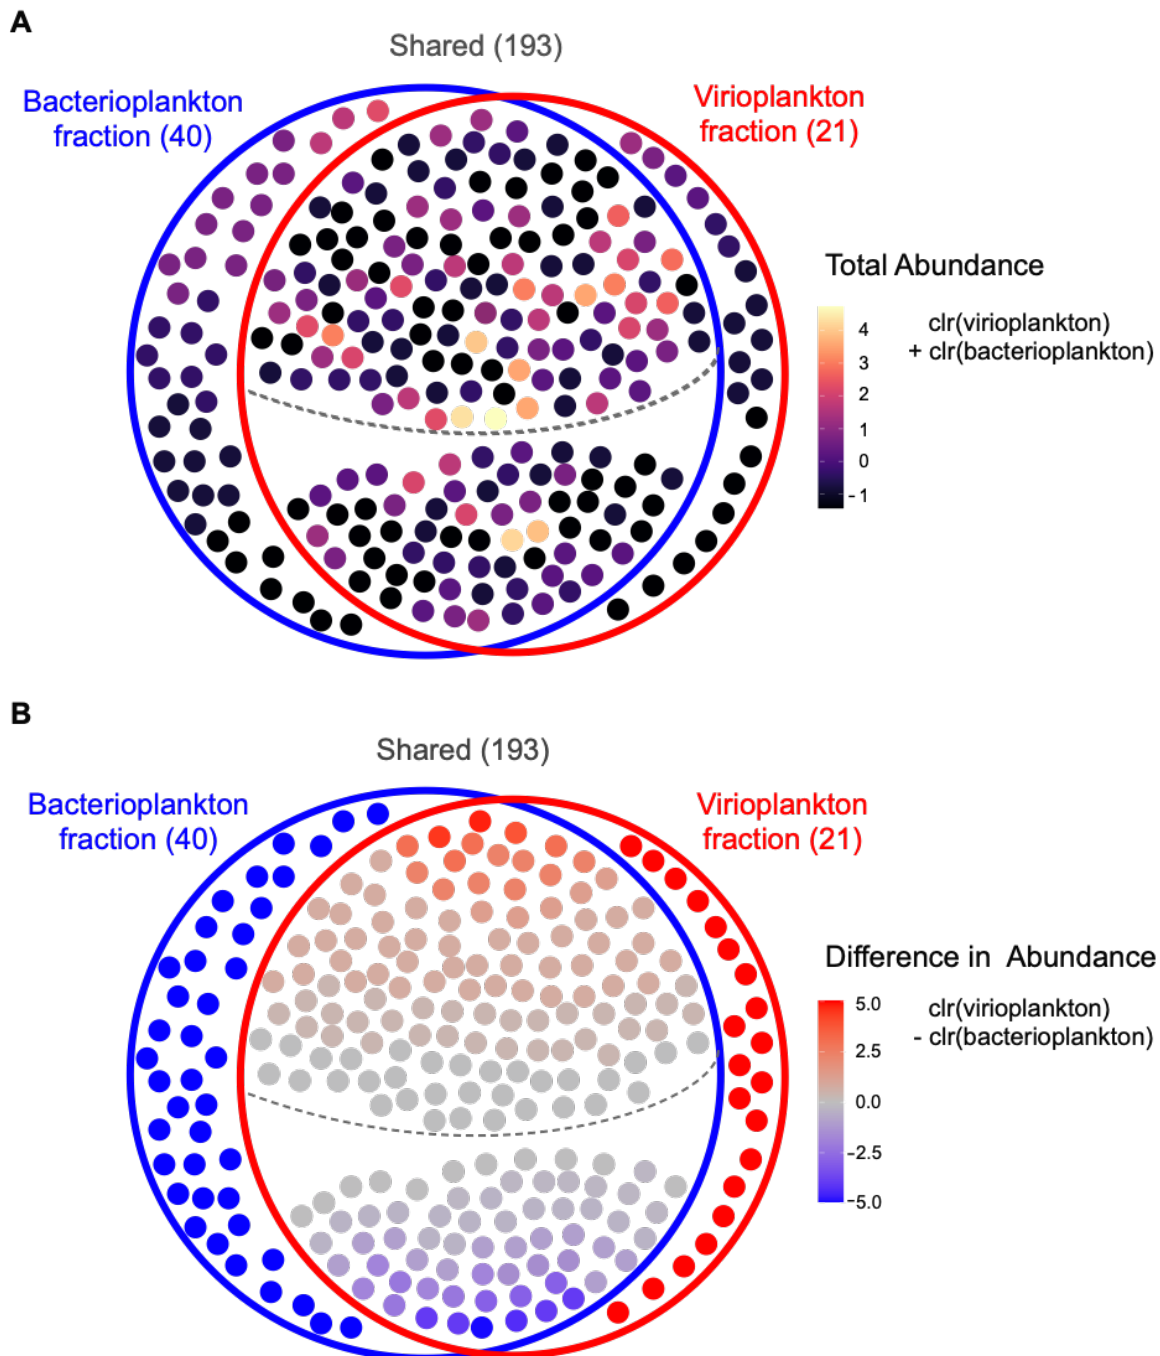 A
Shared (193)
Bacterioplankton
fraction (40)
Virioplankton
fraction (21)
Total Abundance
clr(virioplankton)
+ clr(bacterioplankton)
4
3
2
1
0
-1
B
Shared (193)
Bacterioplankton
fraction (40)
Virioplankton
fraction (21)
Difference in Abundance
clr(virioplankton)
- clr(bacterioplankton)
5.0
2.5
0.0
-2.5
-5.0